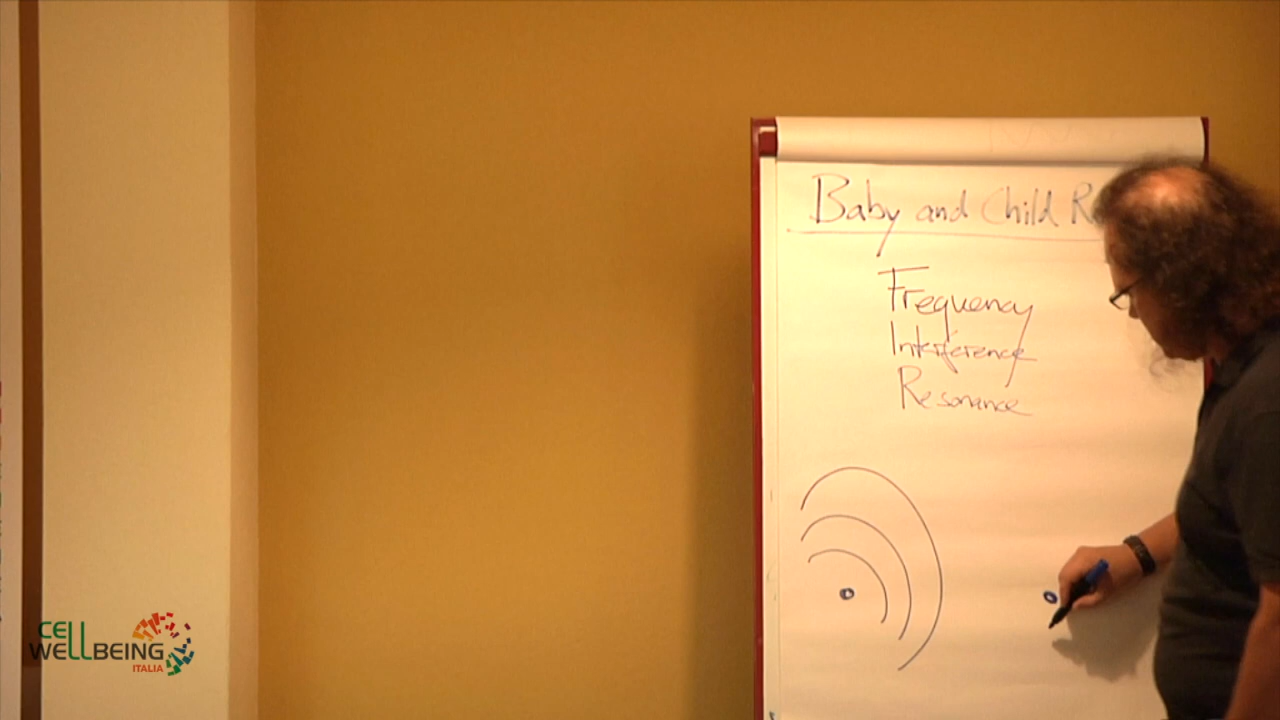 Baby and Child R
Frequency
Interference
Resonance
CELL
WELLBEING
ITALIA